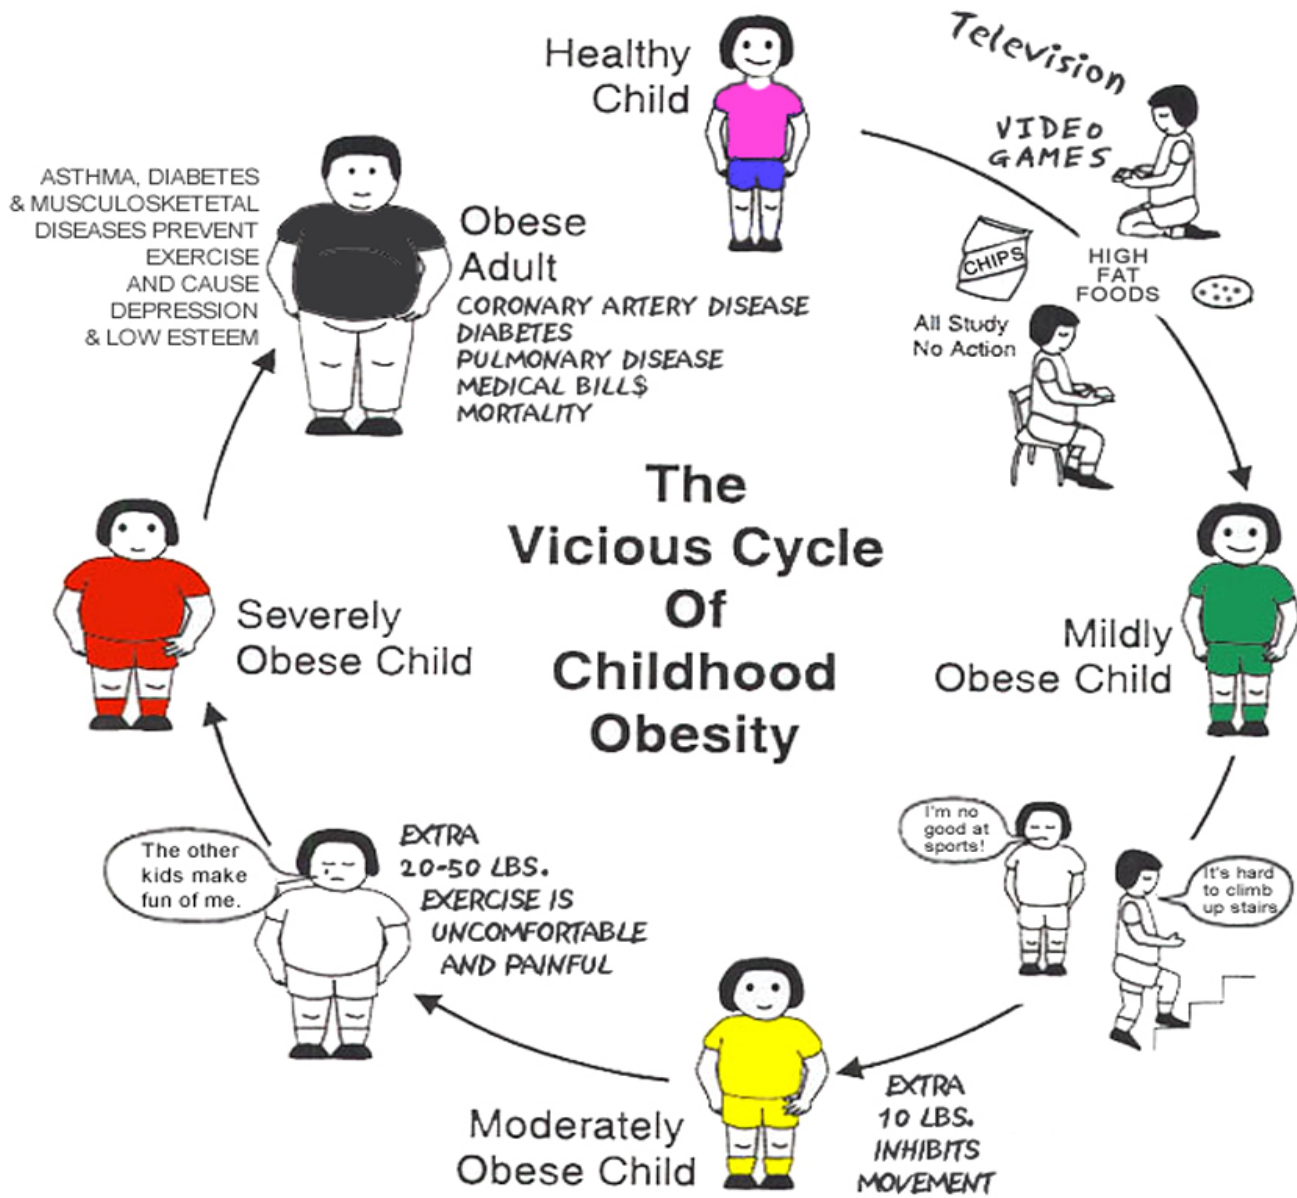 Healthy
Child
Television
VIDEO
GAMES
CHIPS
HIGH
FAT
FOODS
All Study
No Action
Mildly
Obese Child
I'm no
good at
sports!
It's hard
to climb
up stairs
EXTRA
10 LBS.
INHIBITS
MOVEMENT
Moderately
Obese Child
EXTRA
20-50 LBS.
EXERCISE IS
UNCOMFORTABLE
AND PAINFUL
The other
kids make
fun of me.
Severely
Obese Child
Obese
Adult
CORONARY ARTERY DISEASE
DIABETES
PULMONARY DISEASE
MEDICAL BILL$
MORTALITY
ASTHMA, DIABETES
& MUSCULOSKETETAL
DISEASES PREVENT
EXERCISE
AND CAUSE
DEPRESSION
& LOW ESTEEM
The
Vicious Cycle
Of
Childhood
Obesity